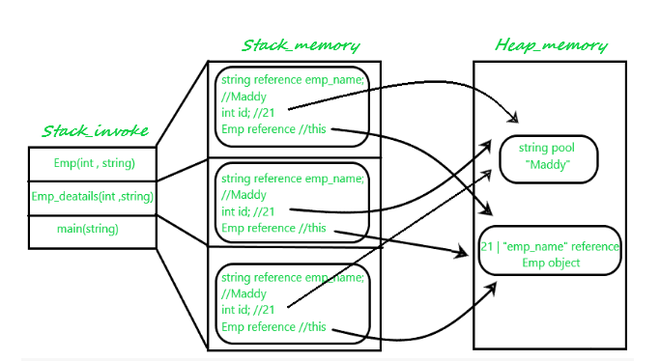 Stack_memory
Heap_memory
Stack_invoke
Emp(int , string)
Emp_deatails(int ,string)
main(string)
string reference emp_name;
//Maddy
int id; //21
Emp reference //this
string reference emp_name;
//Maddy
int id; //21
Emp reference //this
string reference emp_name;
//Maddy
int id; //21
Emp reference //this
string pool
"Maddy"
21 | "emp_name" reference
Emp object